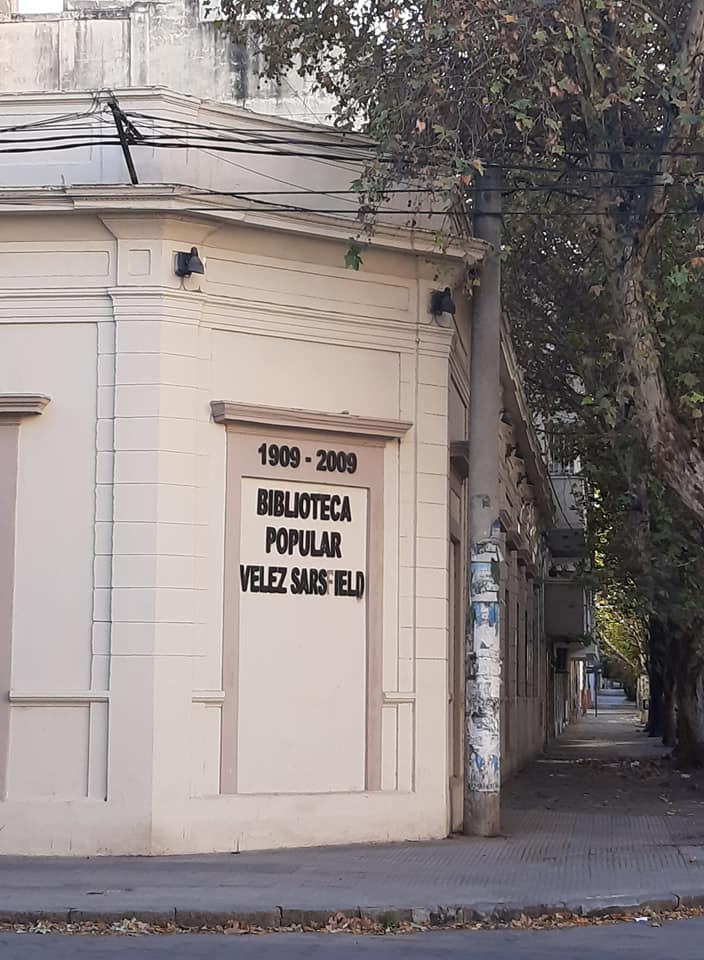 1909 - 2009
BIBLIOTECA
POPULAR
VELEZ SARSFIELD